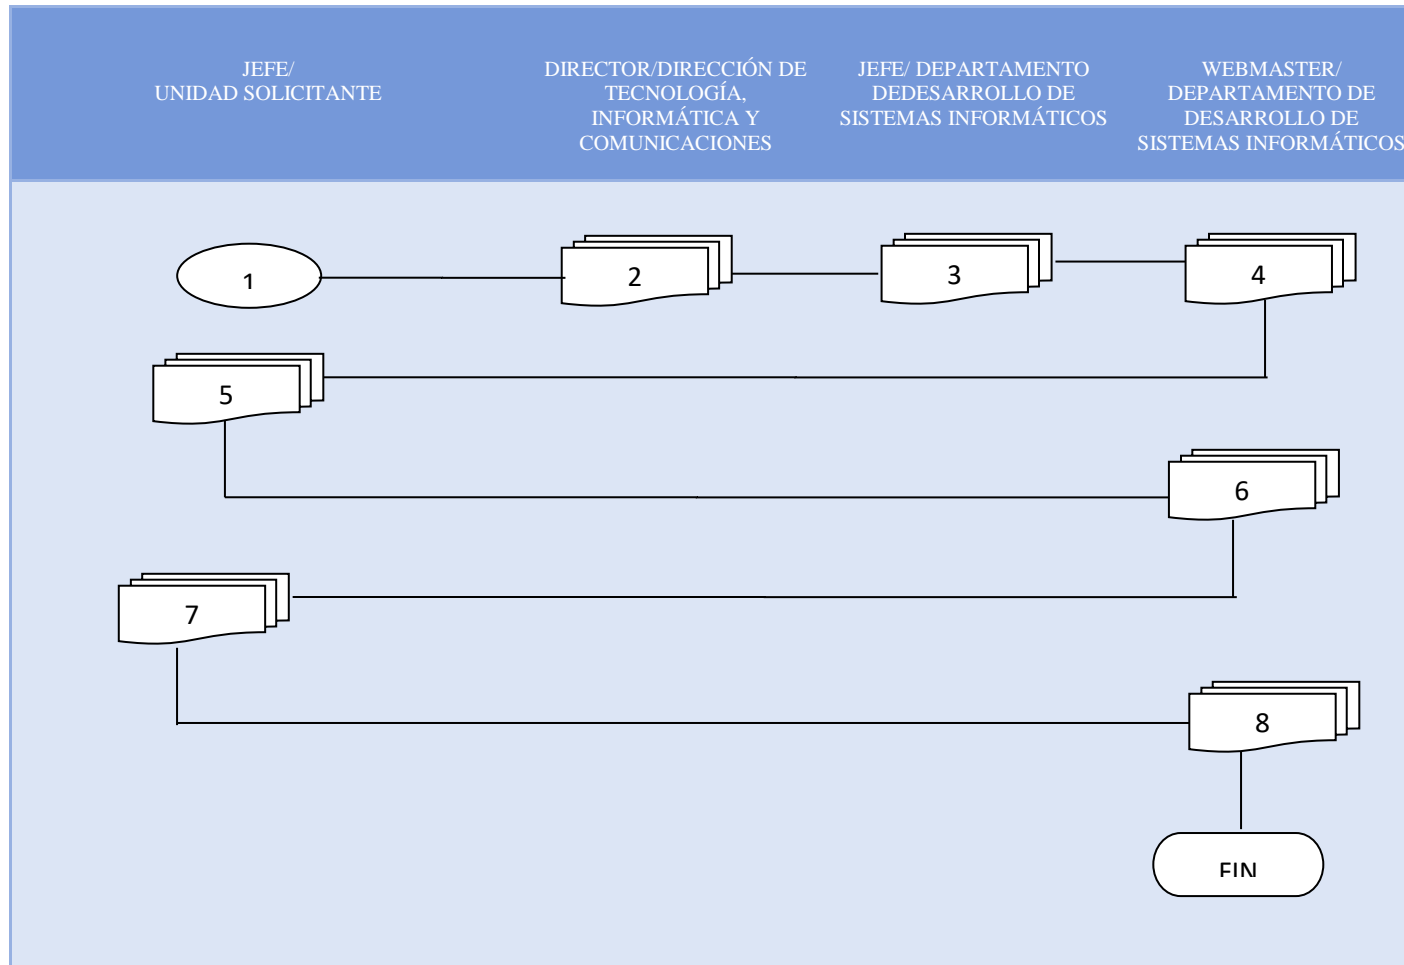 JEFE/
UNIDAD SOLICITANTE
DIRECTOR/DIRECCIÓN DE
TECNOLOGÍA,
INFORMÁTICA Y
COMUNICACIONES
JEFE/ DEPARTAMENTO
DEDESARROLLO DE
SISTEMAS INFORMÁTICOS
WEBMASTER/
DEPARTAMENTO DE
DESARROLLO DE
SISTEMAS INFORMÁTICOS
1
2
3
4
5
6
7
8
FIN